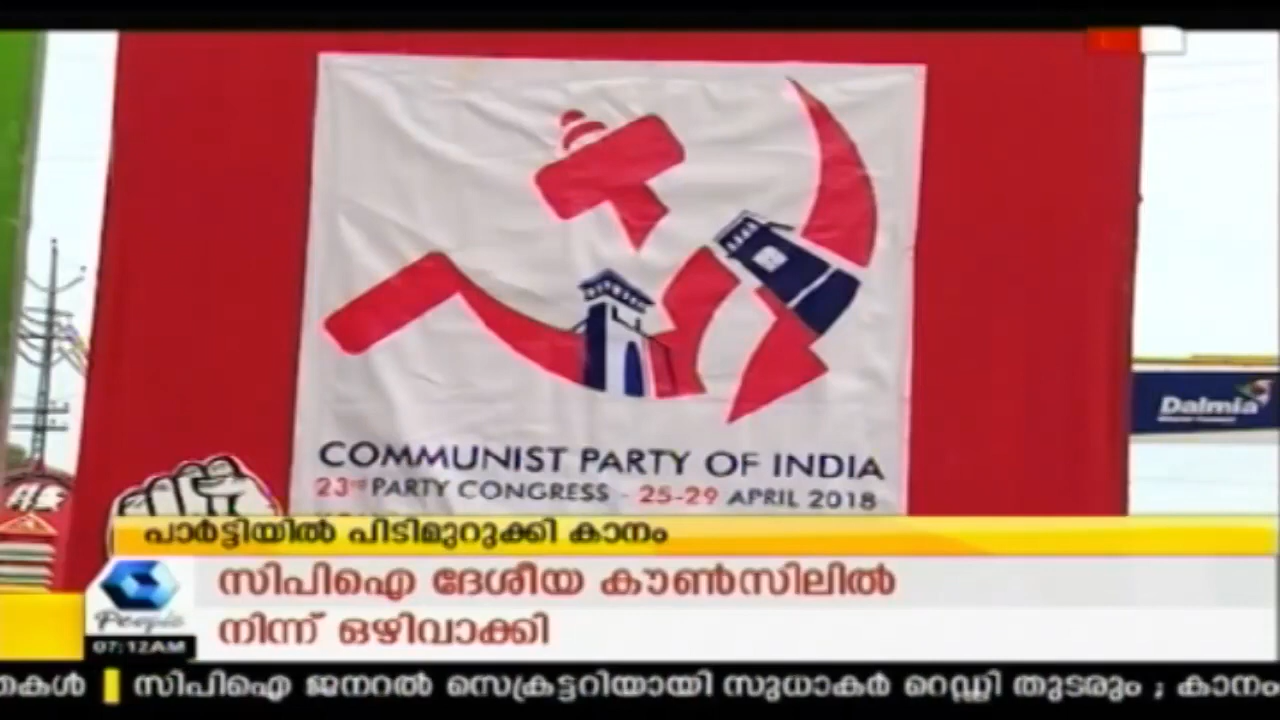 Dalmia
COMMUNIST PARTY OF INDIA
23rd PARTY CONGRESS - 25-29 APRIL 2018
പാർട്ടിയിൽ പിടിമുറുക്കി കാനം
സിപിഐ ദേശീയ കൗൺസിലിൽ
നിന്ന് ഒഴിവാക്കി
People
07:12AM
തകൾ സിപിഐ ജനറൽ സെക്രട്ടറിയായി സുധാകർ റെഡ്ഡി തുടരും ; കാനം